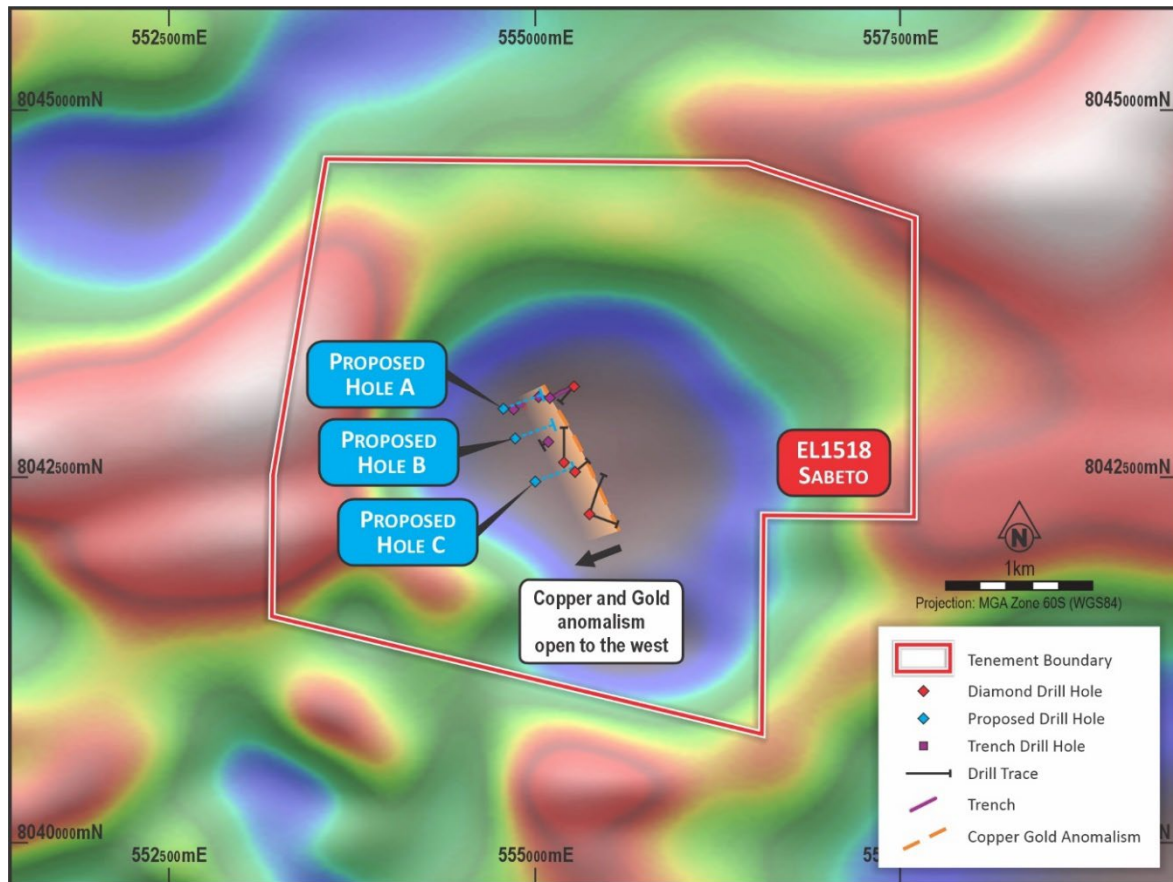 552500mE
555000mE
557500mE
8045000mN
8045000mN
PROPOSED
HOLE A
PROPOSED
HOLE B
PROPOSED
HOLE C
EL1518
SABETO
8042500mN
8042500mN
N
1km
Projection: MGA Zone 60S (WGS84)
Copper and Gold
anomalism
open to the west
Tenement Boundary
Diamond Drill Hole
Proposed Drill Hole
Trench Drill Hole
Drill Trace
Trench
Copper Gold Anomalism
8040000mN
552500mE
555000mE